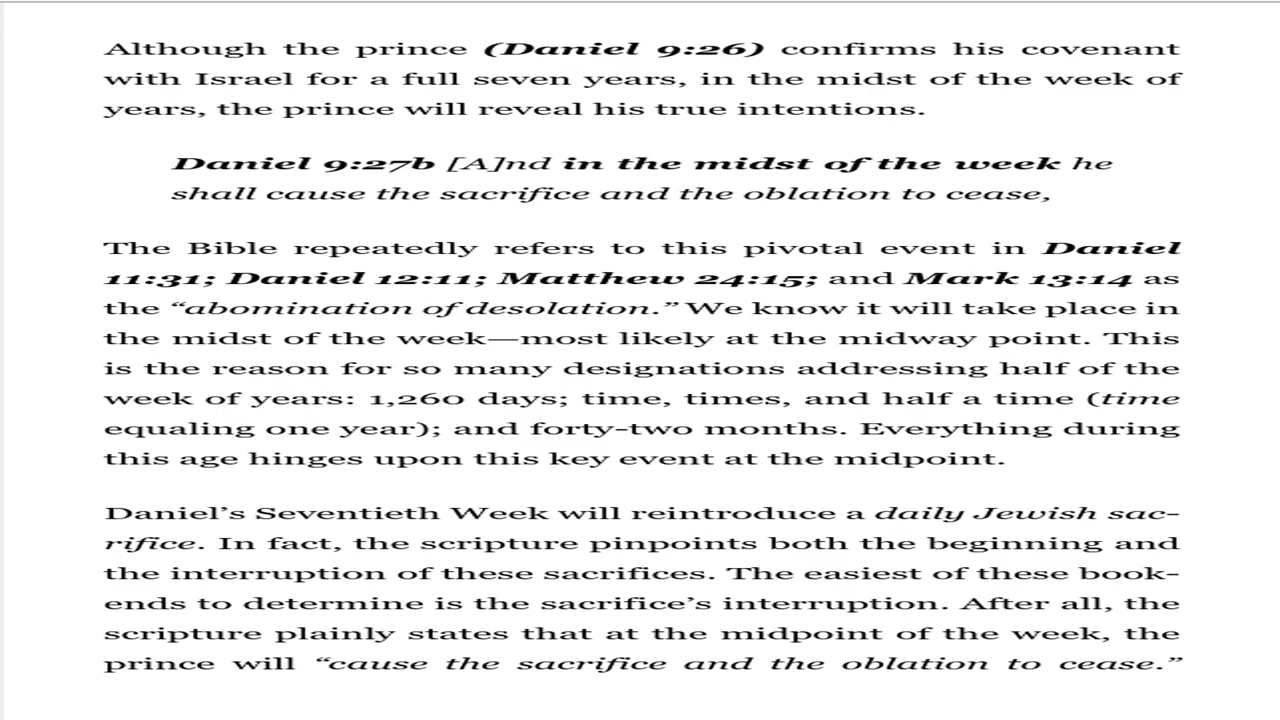 Although the prince (Daniel 9:26) confirms his covenant
with Israel for a full seven years, in the midst of the week of
years, the prince will reveal his true intentions.
Daniel 9:27b [A]nd in the midst of the week he
shall cause the sacrifice and the oblation to cease,
The Bible repeatedly refers to this pivotal event in Daniel
11:31; Daniel 12:11; Matthew 24:15; and Mark 13:14 as
the “abomination of desolation.” We know it will take place in
the midst of the week—most likely at the midway point. This
is the reason for so many designations addressing half of the
week of years: 1,260 days; time, times, and half a time (time
equaling one year); and forty-two months. Everything during
this age hinges upon this key event at the midpoint.
Daniel’s Seventieth Week will reintroduce a daily Jewish sac-
rifice. In fact, the scripture pinpoints both the beginning and
the interruption of these sacrifices. The easiest of these book-
ends to determine is the sacrifice’s interruption. After all, the
scripture plainly states that at the midpoint of the week, the
prince will “cause the sacrifice and the oblation to cease.”